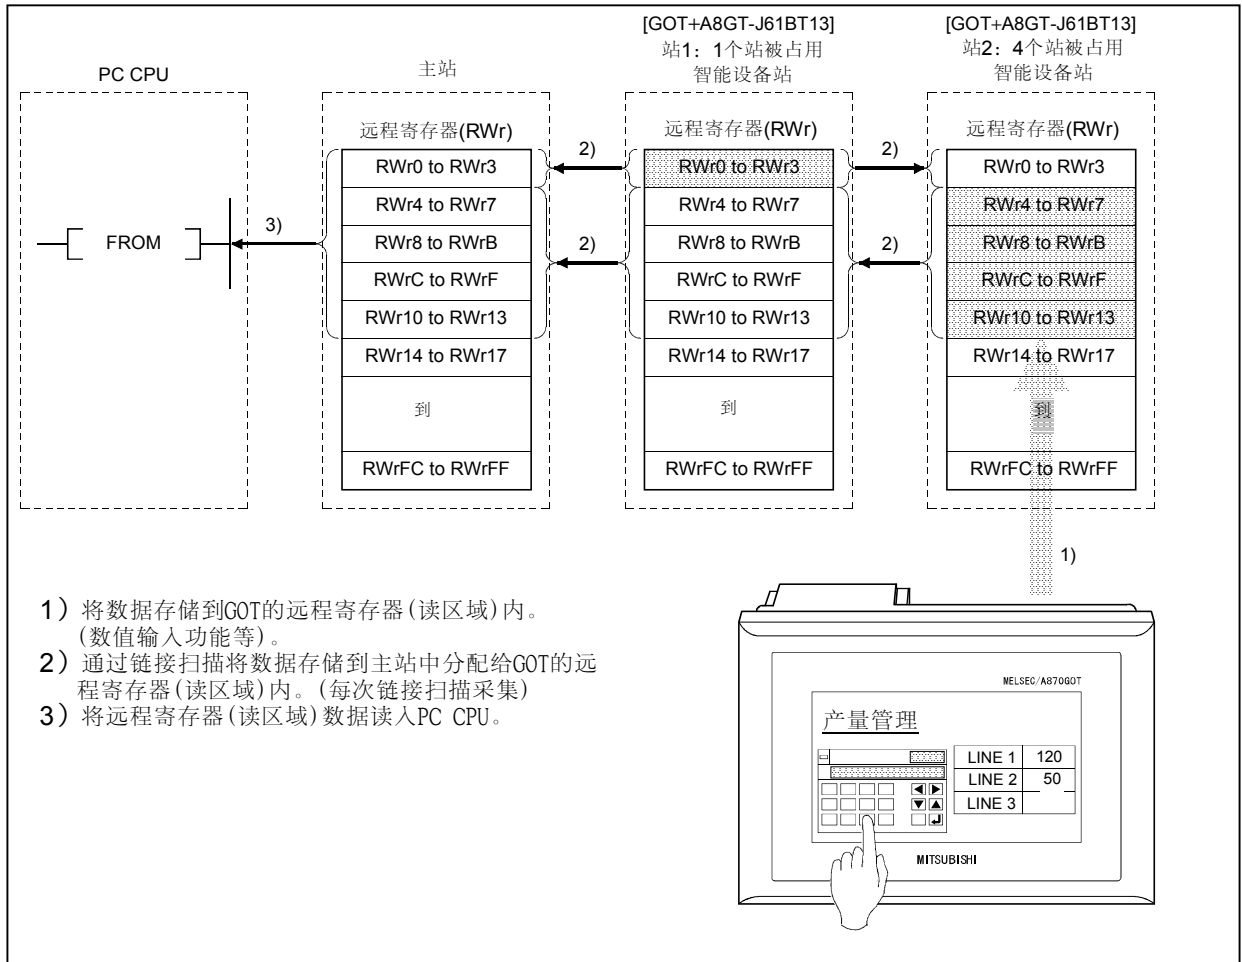 [GOT+A8GT-J61BT13]
站1：1个站被占用
智能设备站
[GOT+A8GT-J61BT13]
站2：4个站被占用
智能设备站
PC CPU
主站
远程寄存器(RWr)
远程寄存器(RWr)
远程寄存器(RWr)
RWr0 to RWr3
2)
RWr0 to RWr3
2)
RWr0 to RWr3
RWr4 to RWr7
RWr4 to RWr7
RWr4 to RWr7
FROM
3)
RWr8 to RWrB
2)
RWr8 to RWrB
2)
RWr8 to RWrB
RWrC to RWrF
RWrC to RWrF
RWrC to RWrF
RWr10 to RWr13
RWr10 to RWr13
RWr10 to RWr13
RWr14 to RWr17
RWr14 to RWr17
RWr14 to RWr17
到
到
到
RWrFC to RWrFF
RWrFC to RWrFF
RWrFC to RWrFF
1)
1）将数据存储到GOT的远程寄存器(读区域)内。
(数值输入功能等)。
2）通过链接扫描将数据存储到主站中分配给GOT的远
程寄存器(读区域)内。(每次链接扫描采集)
3）将远程寄存器(读区域)数据读入PC CPU。
MELSEC/A870GOT
产量管理
LINE 1 120
LINE 2 50
LINE 3
MITSUBISHI